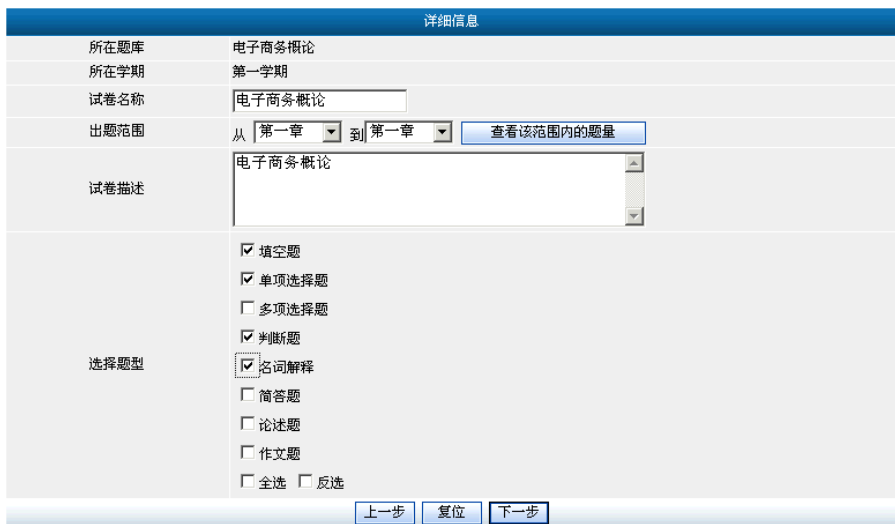 详细信息
所在题库 电子商务概论
所在学期 第一学期
试卷名称 电子商务概论
出题范围 从 第一章 到 第一章 查看该范围内的题量
试卷描述 电子商务概论
填空题
单项选择题
多项选择题
判断题
选择题型 名词解释
简答题
论述题
作文题
全选 反选
上一步 复位 下一步